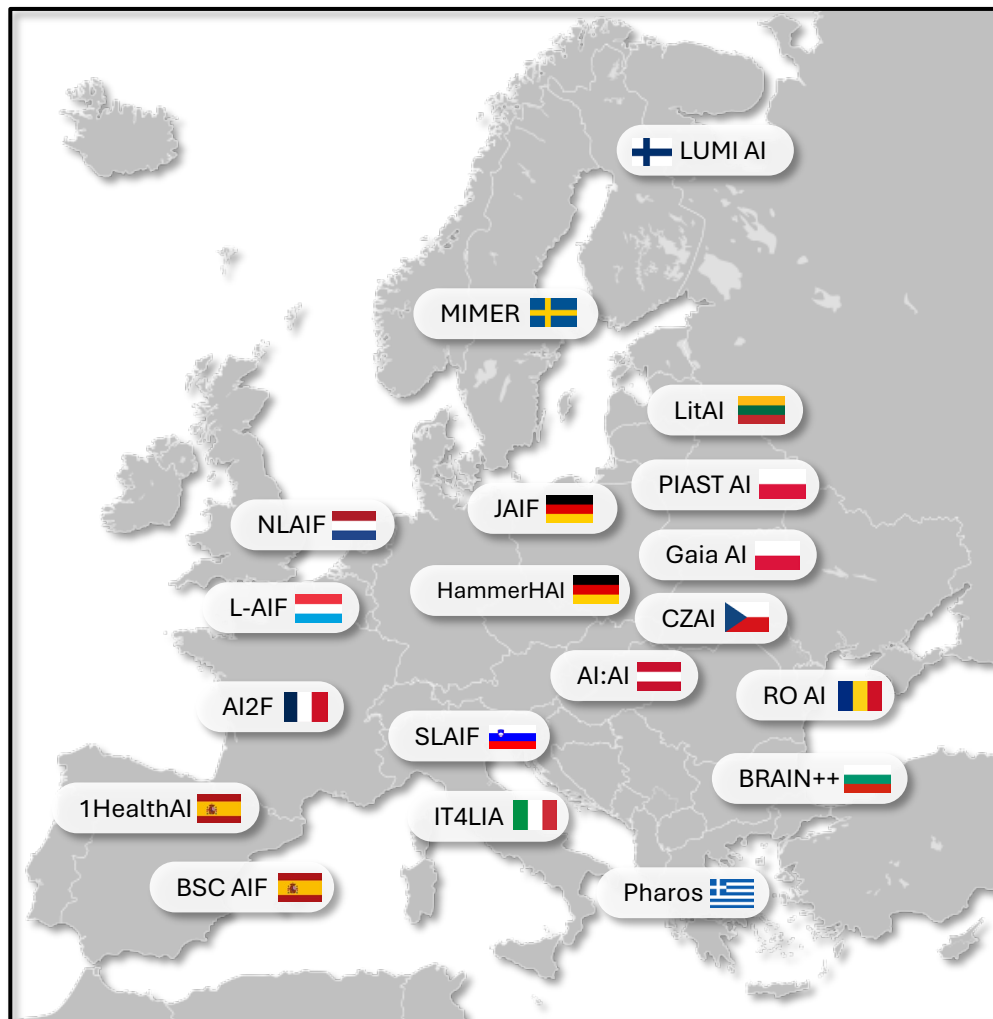 LUMI AI
MIMER
LitAI
PIAST AI
JAIF
NLAIF
Gaia AI
HammerHAI
L-AIF
CZAI
AI:AI
RO AI
AI2F
SLAIF
BRAIN++
1HealthAI
IT4LIA
BSC AIF
Pharos